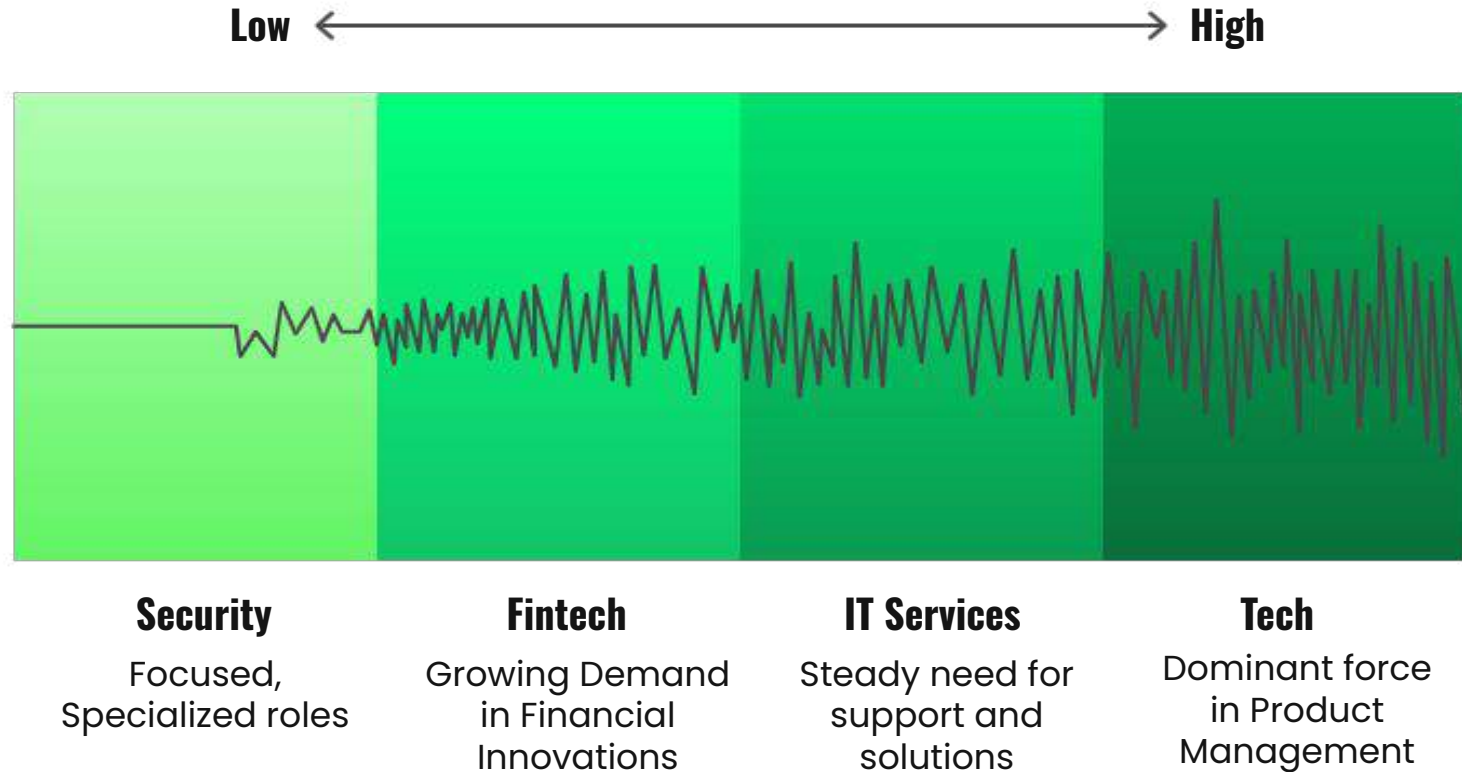 Low High
Security
Focused,
Specialized roles
Fintech
Growing Demand
in Financial
Innovations
IT Services
Steady need for
support and
solutions
Tech
Dominant force
in Product
Management